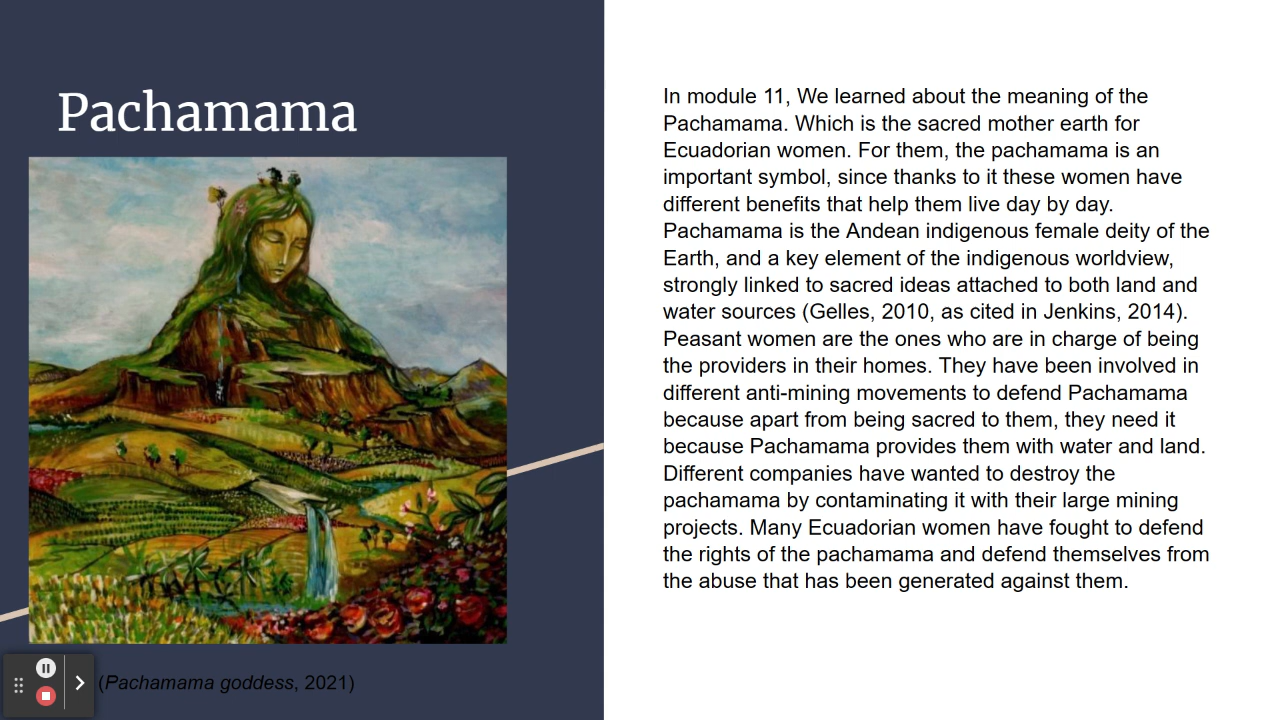 Pachamama
In module 11, We learned about the meaning of the
Pachamama. Which is the sacred mother earth for
Ecuadorian women. For them, the pachamama is an
important symbol, since thanks to it these women have
different benefits that help them live day by day.
Pachamama is the Andean indigenous female deity of the
Earth, and a key element of the indigenous worldview,
strongly linked to sacred ideas attached to both land and
water sources (Gelles, 2010, as cited in Jenkins, 2014).
Peasant women are the ones who are in charge of being
the providers in their homes. They have been involved in
different anti-mining movements to defend Pachamama
because apart from being sacred to them, they need it
because Pachamama provides them with water and land.
Different companies have wanted to destroy the
pachamama by contaminating it with their large mining
projects. Many Ecuadorian women have fought to defend
the rights of the pachamama and defend themselves from
the abuse that has been generated against them.
(Pachamama goddess, 2021)